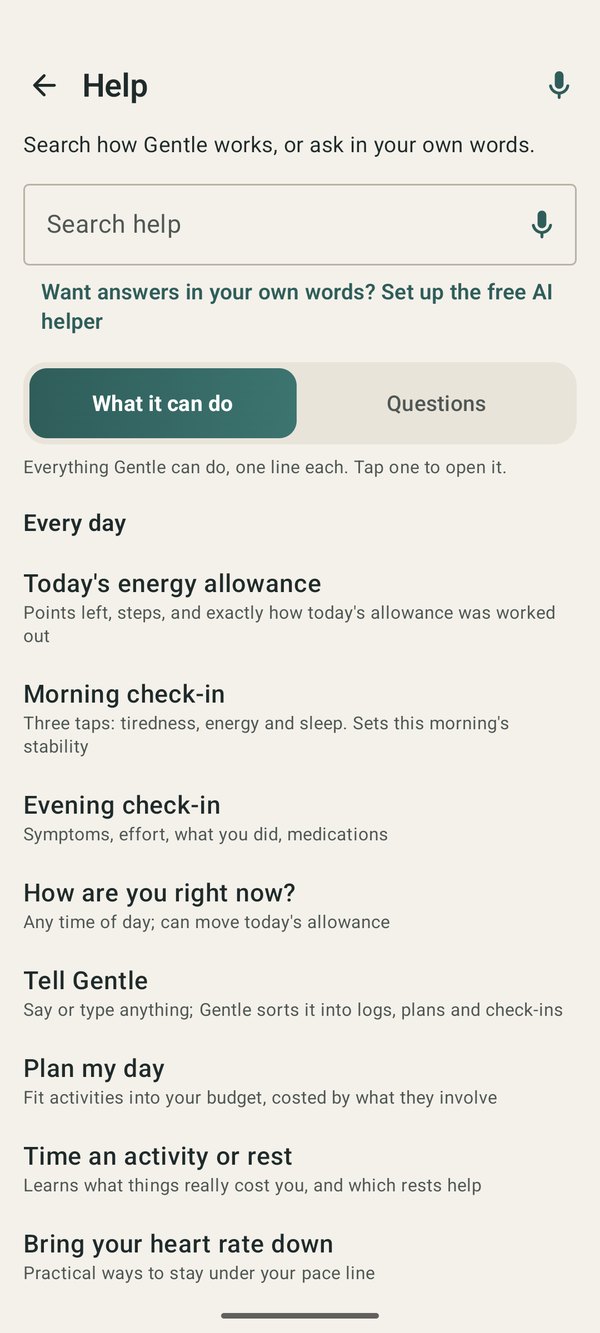 Help
Search how Gentle works, or ask in your own words.
Search help
Want answers in your own words? Set up the free AI
helper
What it can do
Questions
Everything Gentle can do, one line each. Tap one to open it.
Every day
Today's energy allowance
Points left, steps, and exactly how today's allowance was worked
out
Morning check-in
Three taps: tiredness, energy and sleep. Sets this morning's
stability
Evening check-in
Symptoms, effort, what you did, medications
How are you right now?
Any time of day; can move today's allowance
Tell Gentle
Say or type anything; Gentle sorts it into logs, plans and check-ins
Plan my day
Fit activities into your budget, costed by what they involve
Time an activity or rest
Learns what things really cost you, and which rests help
Bring your heart rate down
Practical ways to stay under your pace line